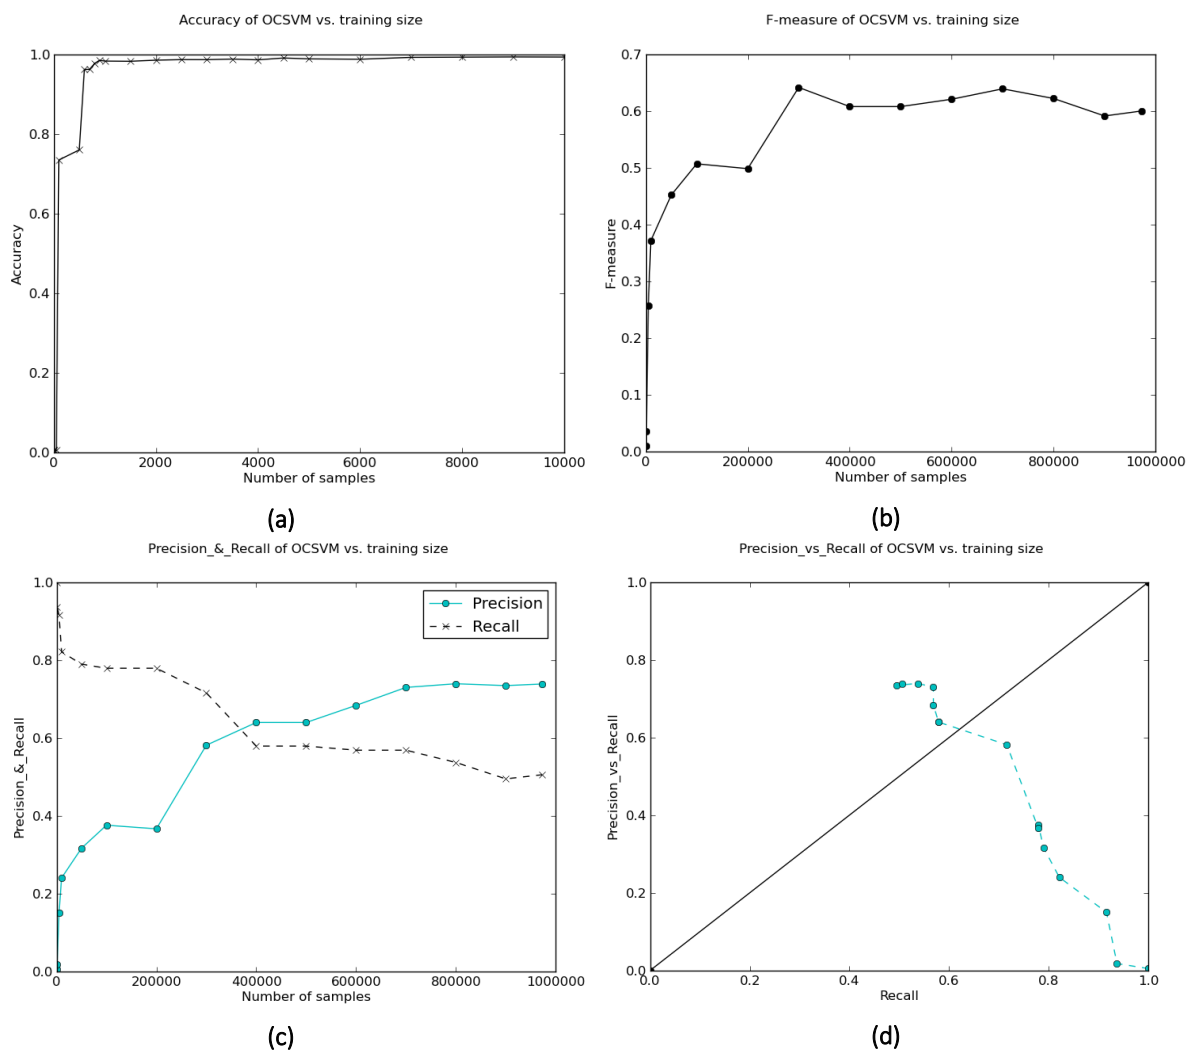 Accuracy of OCSVM vs. training size
1.0
0.8
0.6
0.4
0.2
0.0
Accuracy
0 2000 4000 6000 8000 10000
Number of samples
(a)
F-measure of OCSVM vs. training size
0.7
0.6
0.5
0.4
0.3
0.2
0.1
0.0
F-measure
0 200000 400000 600000 800000 1000000
Number of samples
(b)
Precision_&_Recall of OCSVM vs. training size
1.0
0.8
0.6
0.4
0.2
0.0
Precision_&_Recall
Precision
Recall
0 200000 400000 600000 800000 1000000
Number of samples
(c)
Precision_vs_Recall of OCSVM vs. training size
1.0
0.8
0.6
0.4
0.2
0.0
Precision_vs_Recall
0.0 0.2 0.4 0.6 0.8 1.0
Recall
(d)